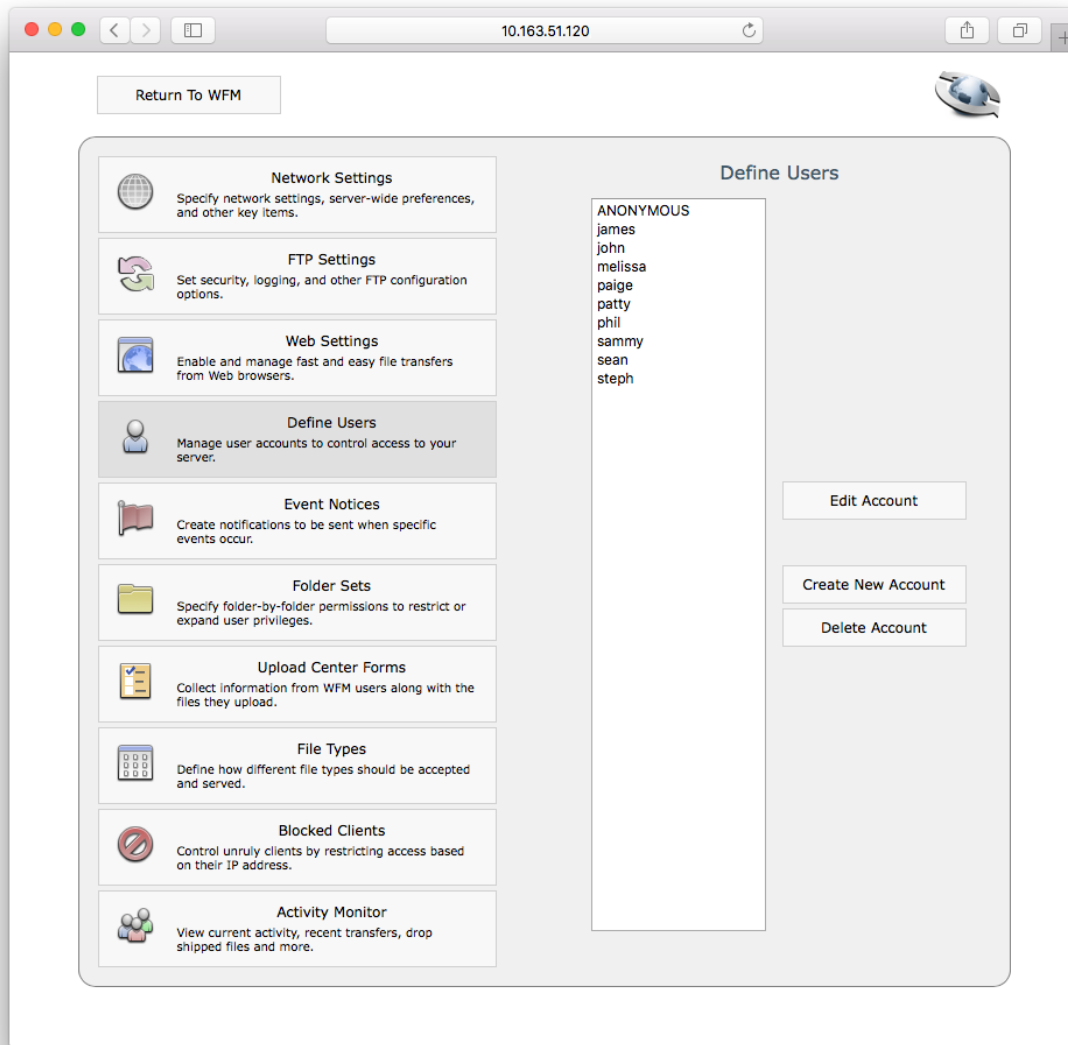 10.163.51.120
Return To WFM
Network Settings
Specify network settings, server-wide preferences,
and other key items.
FTP Settings
Set security, logging, and other FTP configuration
options.
Web Settings
Enable and manage fast and easy file transfers
from Web browsers.
Define Users
Manage user accounts to control access to your
server.
Event Notices
Create notifications to be sent when specific
events occur.
Folder Sets
Specify folder-by-folder permissions to restrict or
expand user privileges.
Upload Center Forms
Collect information from WFM users along with the
files they upload.
File Types
Define how different file types should be accepted
and served.
Blocked Clients
Control unruly clients by restricting access based
on their IP address.
Activity Monitor
View current activity, recent transfers, drop
shipped files and more.
Define Users
ANONYMOUS
james
john
melissa
paige
patty
phil
sammy
sean
steph
Edit Account
Create New Account
Delete Account